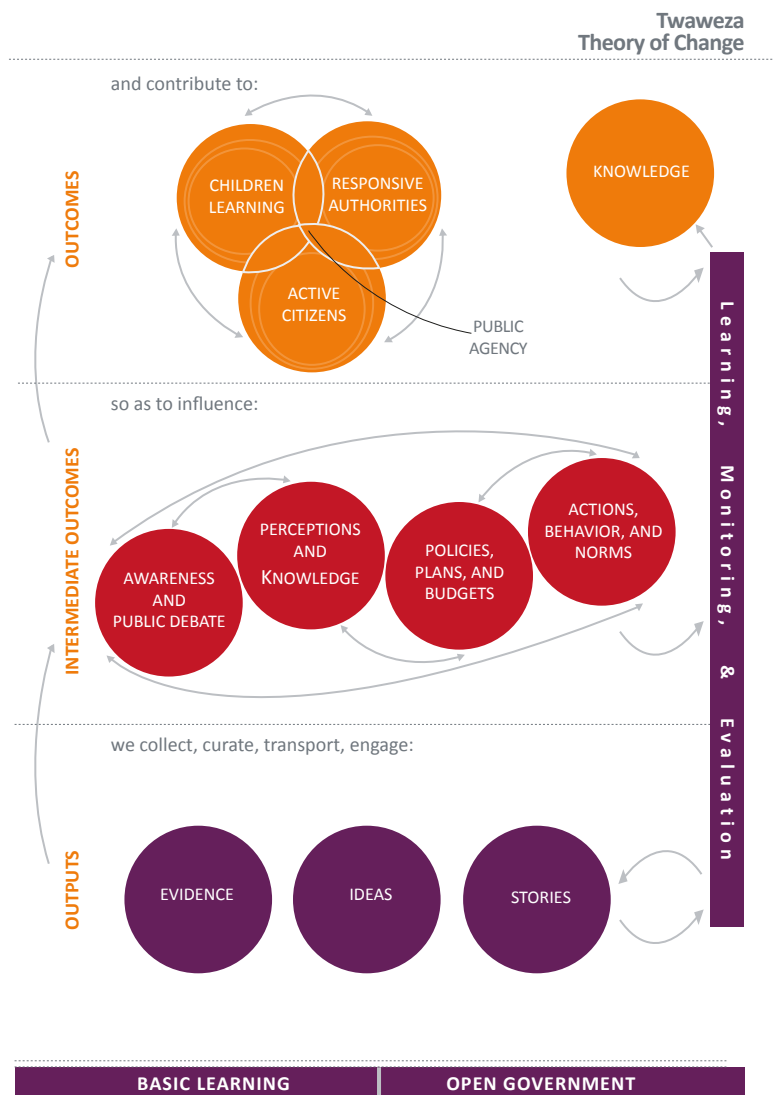 Twaweza
Theory of Change
and contribute to:
OUTCOMES
CHILDREN
LEARNING
RESPONSIVE
AUTHORITIES
ACTIVE
CITIZENS
PUBLIC
AGENCY
KNOWLEDGE
Learning, Monitoring, & Evaluation
so as to influence:
INTERMEDIATE OUTCOMES
AWARENESS
AND
PUBLIC DEBATE
PERCEPTIONS
AND
KNOWLEDGE
POLICIES,
PLANS, AND
BUDGETS
ACTIONS,
BEHAVIOR, AND
NORMS
we collect, curate, transport, engage:
OUTPUTS
EVIDENCE
IDEAS
STORIES
BASIC LEARNING
OPEN GOVERNMENT